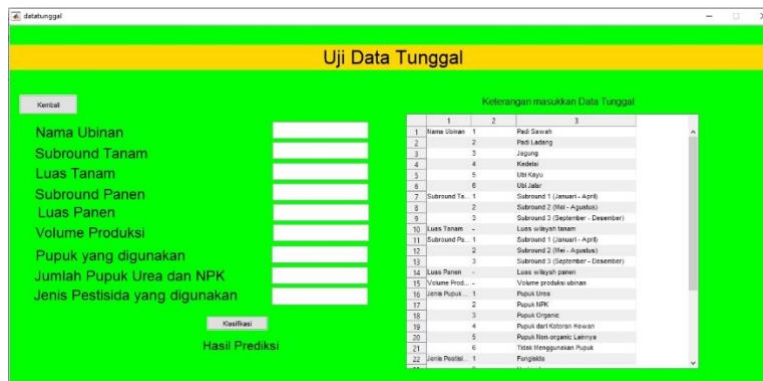 datatunggal
Uji Data Tunggal
Kembali
Nama Ubinan
Subround Tanam
Luas Tanam
Subround Panen
Luas Panen
Volume Produksi
Pupuk yang digunakan
Jumlah Pupuk Urea dan NPK
Jenis Pestisida yang digunakan
Klasifikasi
Hasil Prediksi
Keterangan masukkan Data Tunggal
1 2 3
1 Nama Ubinan 1 Padi Sawah
2 2 Padi Ladang
3 3 Jagung
4 4 Kedelai
5 5 Ubi Kayu
6 6 Ubi Jalar
7 Subround Ta... 1 Subround 1 (Januari - April)
8 2 Subround 2 (Mei - Agustus)
9 3 Subround 3 (September - Desember)
10 Luas Tanam - Luas wilayah tanam
11 Subround Pa... 1 Subround 1 (Januari - April)
12 2 Subround 2 (Mei - Agustus)
13 3 Subround 3 (September - Desember)
14 Luas Panen - Luas wilayah panen
15 Volume Prod... - Volume produksi ubinan
16 Jenis Pupuk ... 1 Pupuk Urea
17 2 Pupuk NPK
18 3 Pupuk Organic
19 4 Pupuk dari Kotoran Hewan
20 5 Pupuk Non-organic Lainnya
21 6 Tidak Menggunakan Pupuk
22 Jenis Pestisi... 1 Fungisida